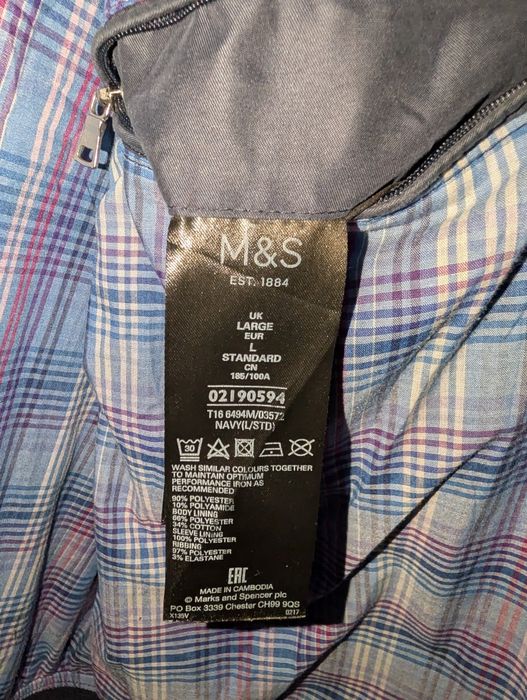 M&S
EST. 1884
UK
LARGE
EUR
L
STANDARD
CN
185/100A
02190594
T16 6494M/03572
NAVY(L/STD)
30
WASH SIMILAR COLOURS TOGETHER
TO MAINTAIN OPTIMUM
PERFORMANCE IRON AS
RECOMMENDED
90% POLYESTER
10% POLYAMIDE
BODY LINING
66% POLYESTER
34% COTTON
SLEEVE LINING
100% POLYESTER
RIBBING
97% POLYESTER
3% ELASTANE
EAC
MADE IN CAMBODIA
© Marks and Spencer plc
PO Box 3339 Chester CH99 9QS
X135V 0217